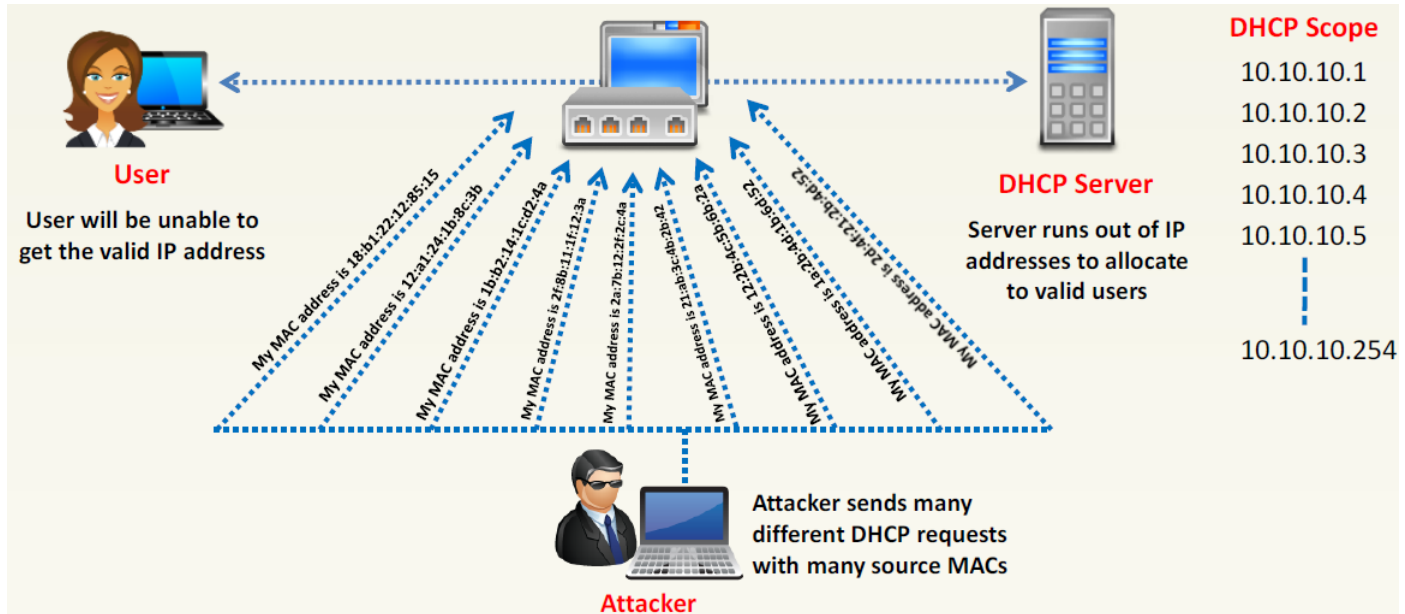 User
User will be unable to
get the valid IP address
My MAC address is 18:b1:22:12:85:15
My MAC address is 12:a1:24:1b:8c:3b
My MAC address is 1b:b2:14:1c:d2:4a
My MAC address is 2f:8b:11:1f:12:3a
My MAC address is 2a:7b:12:2f:2c:4a
My MAC address is 21:ab:3c:4b:2b:42
My MAC address is 12:2b:4c:5b:6b:2a
My MAC address is 1a:2b:4d:1b:6d:52
My MAC address is 2d:4f:21:2b:4d:52
DHCP Server
Server runs out of IP
addresses to allocate
to valid users
DHCP Scope
10.10.10.1
10.10.10.2
10.10.10.3
10.10.10.4
10.10.10.5
10.10.10.254
Attacker sends many
different DHCP requests
with many source MACs
Attacker